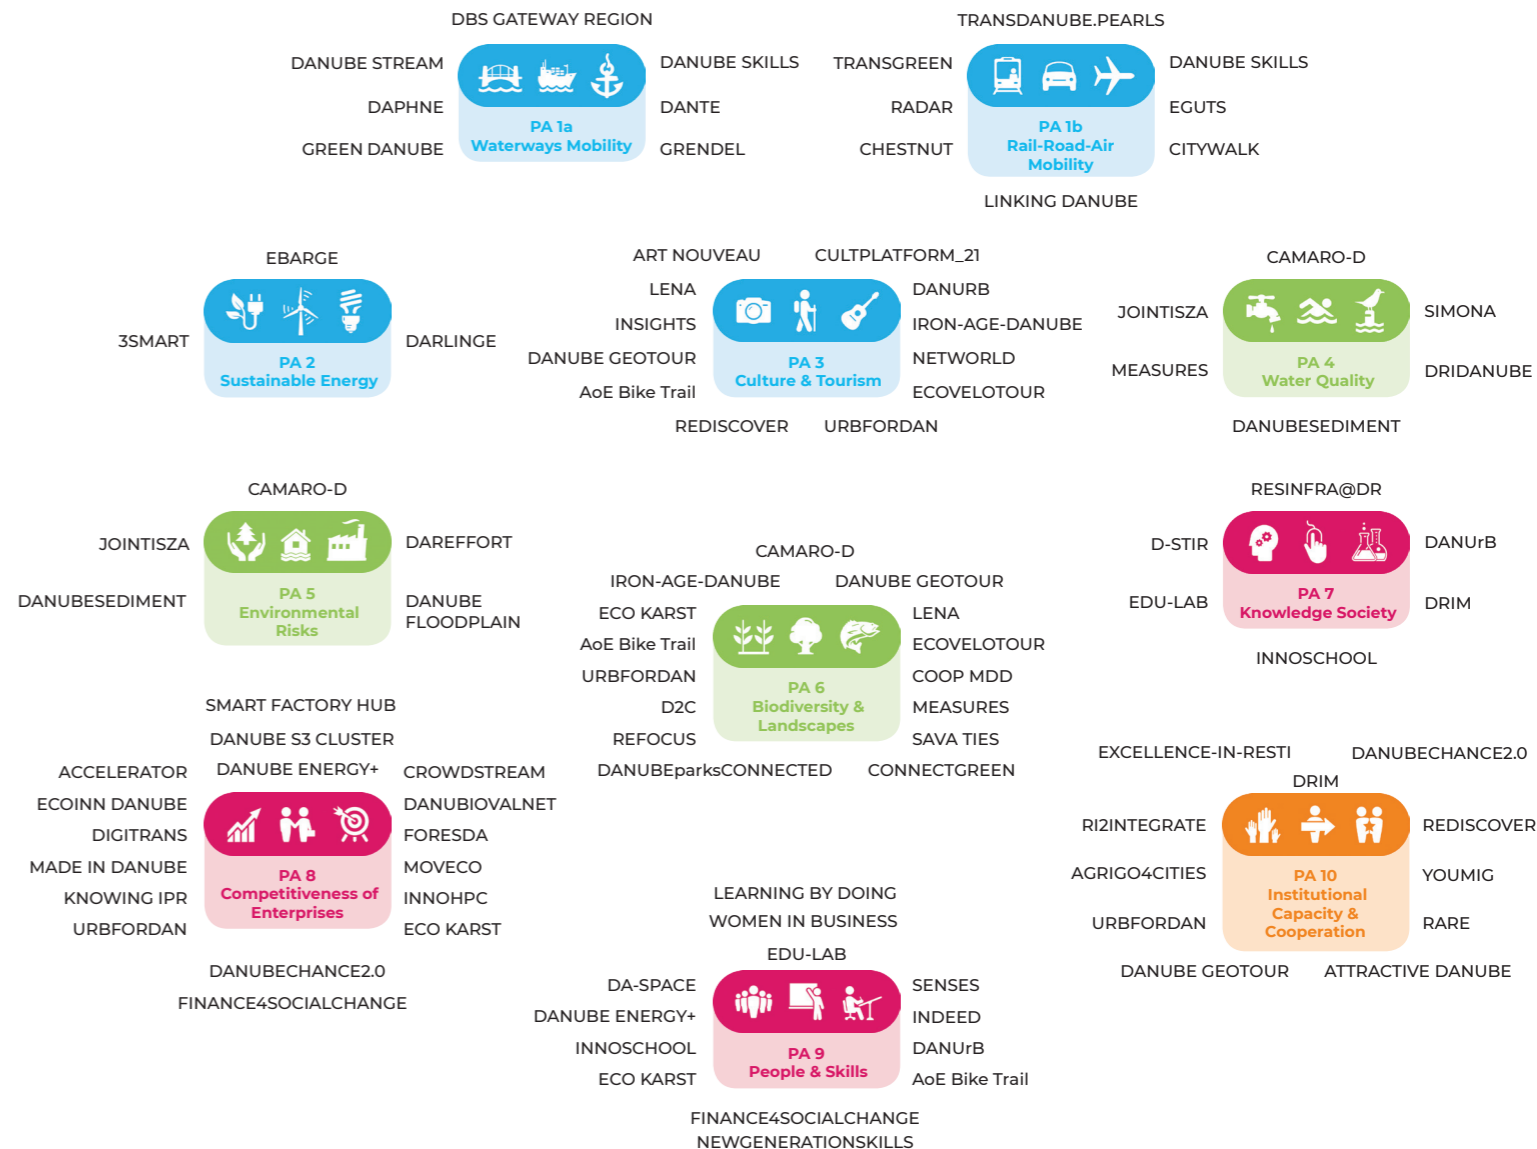 DBS GATEWAY REGION
DANUBE STREAM
DAPHNE
GREEN DANUBE
PA 1a
Waterways Mobility
DANUBE SKILLS
DANTE
GRENDEL
TRANSDANUBE.PEARLS
TRANSGREEN
RADAR
CHESTNUT
PA 1b
Rail-Road-Air
Mobility
DANUBE SKILLS
EGUTS
CITYWALK
LINKING DANUBE
EBARGE
3SMART
PA 2
Sustainable Energy
DARLINGE
ART NOUVEAU
CULTPLATFORM_21
LENA
INSIGHTS
DANUBE GEOTOUR
AoE Bike Trail
PA 3
Culture & Tourism
DANURB
IRON-AGE-DANUBE
NETWORLD
ECOVELOTOUR
REDISCOVER
URBFORDAN
CAMARO-D
JOINTISZA
MEASURES
PA 4
Water Quality
SIMONA
DRIDANUBE
DANUBESEDIMENT
CAMARO-D
JOINTISZA
DANUBESEDIMENT
PA 5
Environmental
Risks
DAREFFORT
DANUBE
FLOODPLAIN
CAMARO-D
IRON-AGE-DANUBE
DANUBE GEOTOUR
ECO KARST
AoE Bike Trail
URBFORDAN
D2C
REFOCUS
PA 6
Biodiversity &
Landscapes
LENA
ECOVELOTOUR
COOP MDD
MEASURES
SAVA TIES
DANUBEparksCONNECTED
CONNECTGREEN
RESINFRA@DR
D-STIR
EDU-LAB
PA 7
Knowledge Society
DANUrB
DRIM
INNOSCHOOL
SMART FACTORY HUB
DANUBE S3 CLUSTER
DANUBE ENERGY+
ACCELERATOR
ECOINN DANUBE
DIGITRANS
MADE IN DANUBE
KNOWING IPR
URBFORDAN
PA 8
Competitiveness of
Enterprises
CROWDSTREAM
DANUBIOVALNET
FORESDA
MOVECO
INNOHPC
ECO KARST
DANUBECHANCE2.0
FINANCE4SOCIALCHANGE
LEARNING BY DOING
WOMEN IN BUSINESS
EDU-LAB
DA-SPACE
DANUBE ENERGY+
INNOSCHOOL
ECO KARST
PA 9
People & Skills
SENSES
INDEED
DANUrB
AoE Bike Trail
FINANCE4SOCIALCHANGE
NEWGENERATIONSKILLS
EXCELLENCE-IN-RESTI
DANUBECHANCE2.0
DRIM
RI2INTEGRATE
AGRIGO4CITIES
URBFORDAN
PA 10
Institutional
Capacity &
Cooperation
REDISCOVER
YOUMIG
RARE
DANUBE GEOTOUR
ATTRACTIVE DANUBE